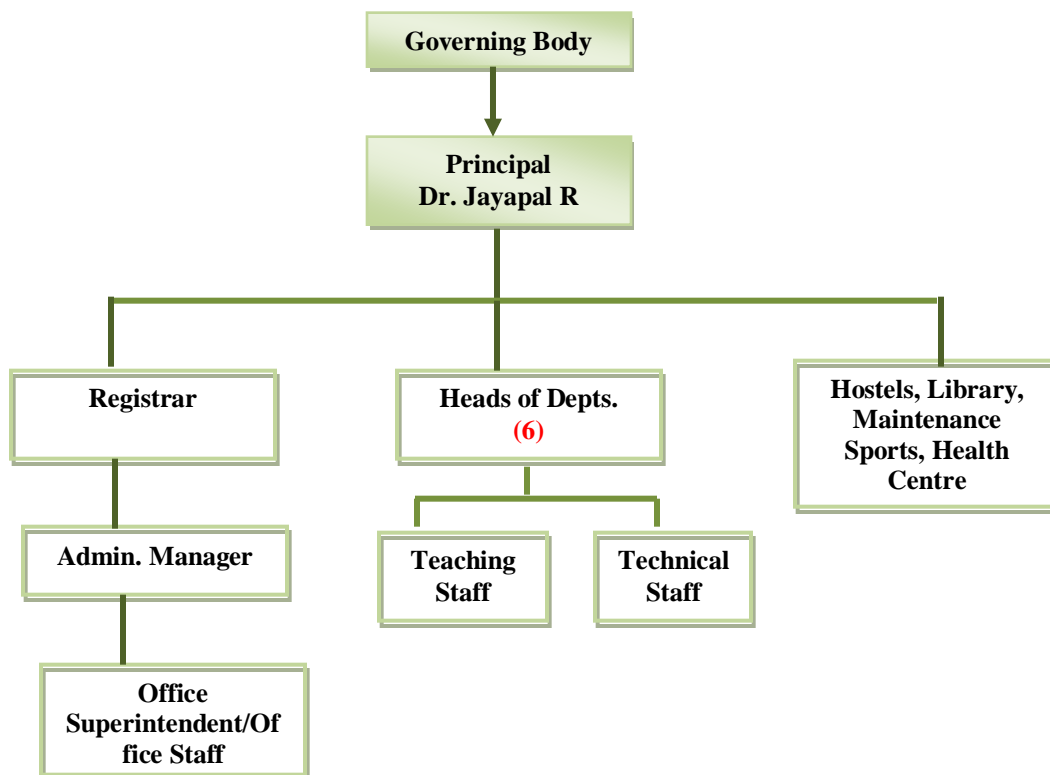 Governing Body
Principal
Dr. Jayapal R
Registrar
Heads of Depts.
(6)
Hostels, Library,
Maintenance
Sports, Health
Centre
Admin. Manager
Teaching
Staff
Technical
Staff
Office
Superintendent/Of
fice Staff